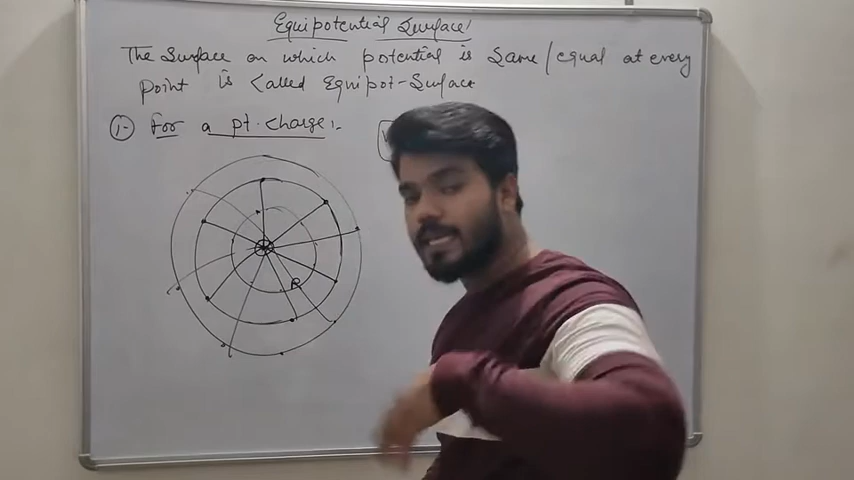 Equipotential Surface
The Surface on which potential is Same/equal at every
point is Called Equipot-Surface
1- For a pt. Charge:-